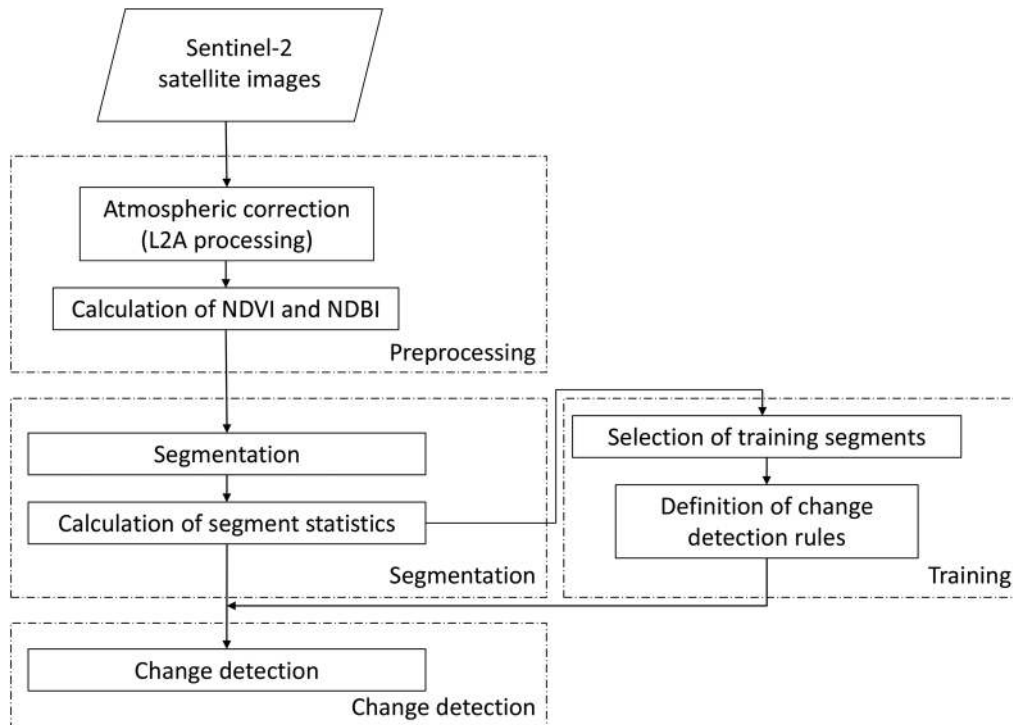 Sentinel-2
satellite images
Atmospheric correction
(L2A processing)
Calculation of NDVI and NDBI
Preprocessing
Segmentation
Calculation of segment statistics
Segmentation
Selection of training segments
Definition of change
detection rules
Training
Change detection
Change detection